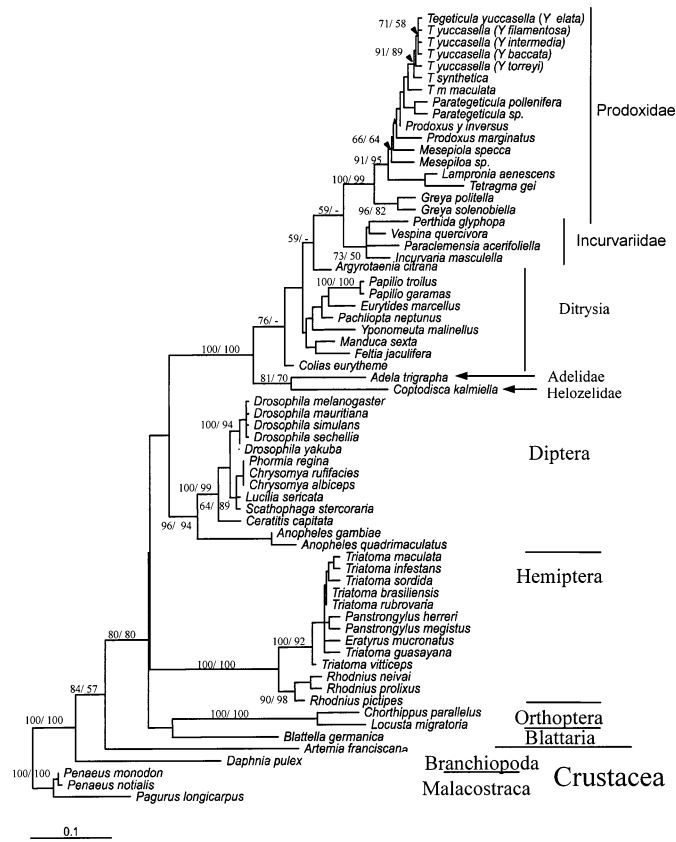 Tegeticula yuccasella (Y elata)
71/ 58
T yuccasella (Y filamentosa)
T yuccasella (Y intermedia)
91/ 89
T yuccasella (Y baccata)
T yuccasella (Y torreyi)
T synthetica
T m maculata
Parategeticula pollenifera
Prodoxidae
Parategeticula sp.
Prodoxus y inversus
66/ 64
Prodoxus marginatus
Mesepiola specca
91/ 95
Mesepiloa sp.
Lampronia aenescens
100/ 99
Tetragma gei
Greya politella
96/ 82
Greya solenobiella
59/ -
Perthida glyphopa
Vespina quercivora
Incurvariidae
59/ -
Paraclemensia acerifoliella
73/ 50
Incurvaria masculella
Argyrotaenia citrana
100/ 100
Papilio troilus
Papilio garamas
Eurytides marcellus
Ditrysia
Pachliopta neptunus
76/ -
Yponomeuta malinellus
Manduca sexta
100/ 100
Feltia jaculifera
Colias eurytheme
81/ 70
Adela trigrapha
Adelidae
Coptodisca kalmiella
Helozelidae
Drosophila melanogaster
Drosophila mauritiana
100/ 94
Drosophila simulans
Drosophila sechellia
Drosophila yakuba
Diptera
Phormia regina
Chrysomya rufifacies
100/ 99
Chrysomya albiceps
Lucilia sericata
64/ 89
Scathophaga stercoraria
96/ 94
Ceratitis capitata
Anopheles gambiae
Anopheles quadrimaculatus
Triatoma maculata
Triatoma infestans
Hemiptera
Triatoma sordida
Triatoma brasiliensis
Triatoma rubrovaria
Panstrongylus herreri
Panstrongylus megistus
80/ 80
100/ 92
Eratyrus mucronatus
Triatoma guasayana
100/ 100
Triatoma vitticeps
Rhodnius neivai
84/ 57
Rhodnius prolixus
90/ 98
Rhodnius pictipes
100/ 100
Chorthippus parallelus
Orthoptera
100/ 100
Locusta migratoria
Blattella germanica
Blattaria
Artemia franciscana
Daphnia pulex
Branchiopoda
100/ 100
Penaeus monodon
Crustacea
Penaeus notialis
Malacostraca
Pagurus longicarpus
0.1